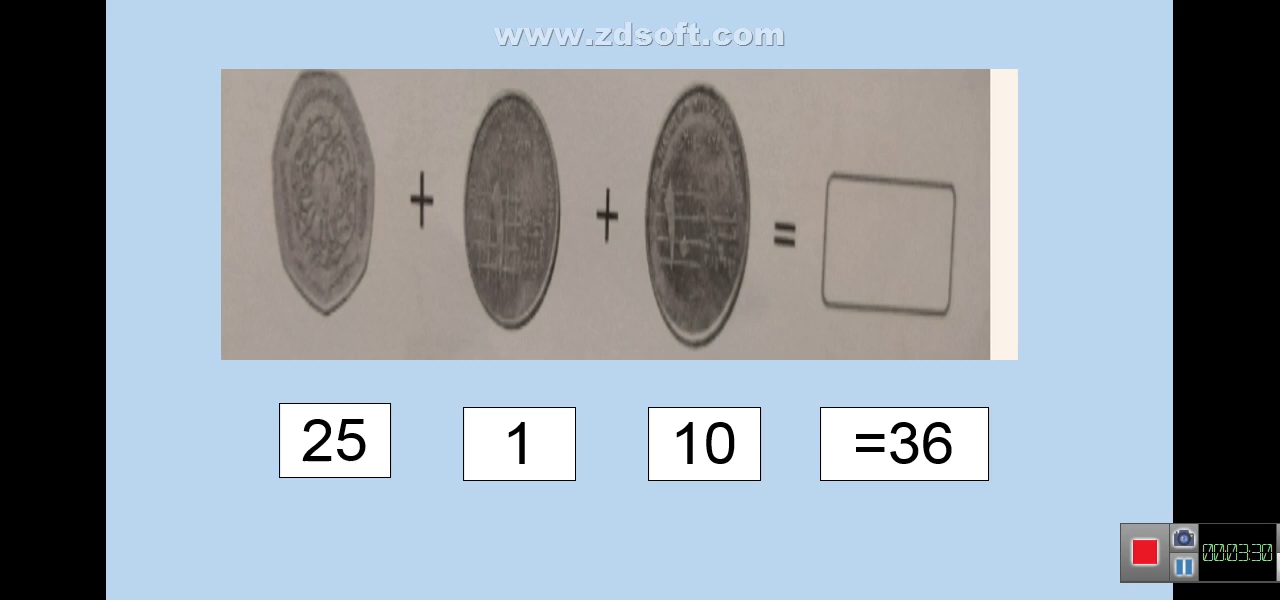 www.zdsoft.com
+ + =
25 1 10 =36
00:03:30